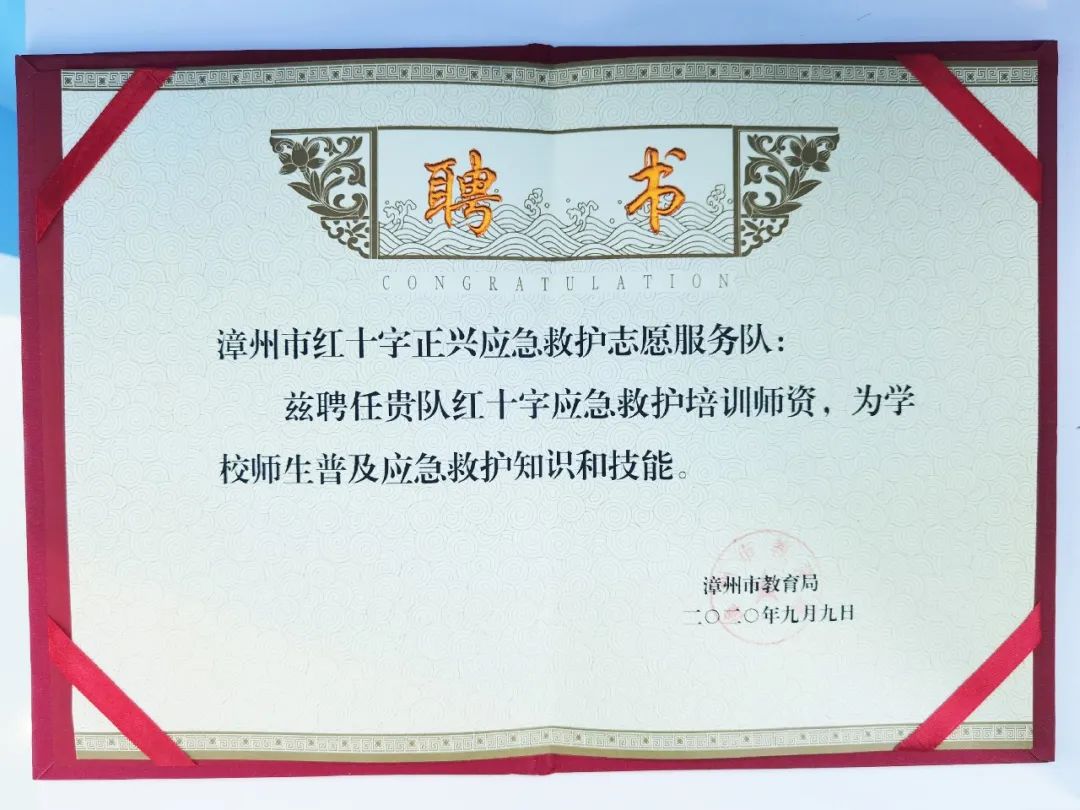 聘书
CONGRATULATION
漳州市红十字正兴应急救护志愿服务队：
兹聘任贵队红十字应急救护培训师资，为学
校师生普及应急救护知识和技能。
漳州市教育局
二〇二〇年九月九日